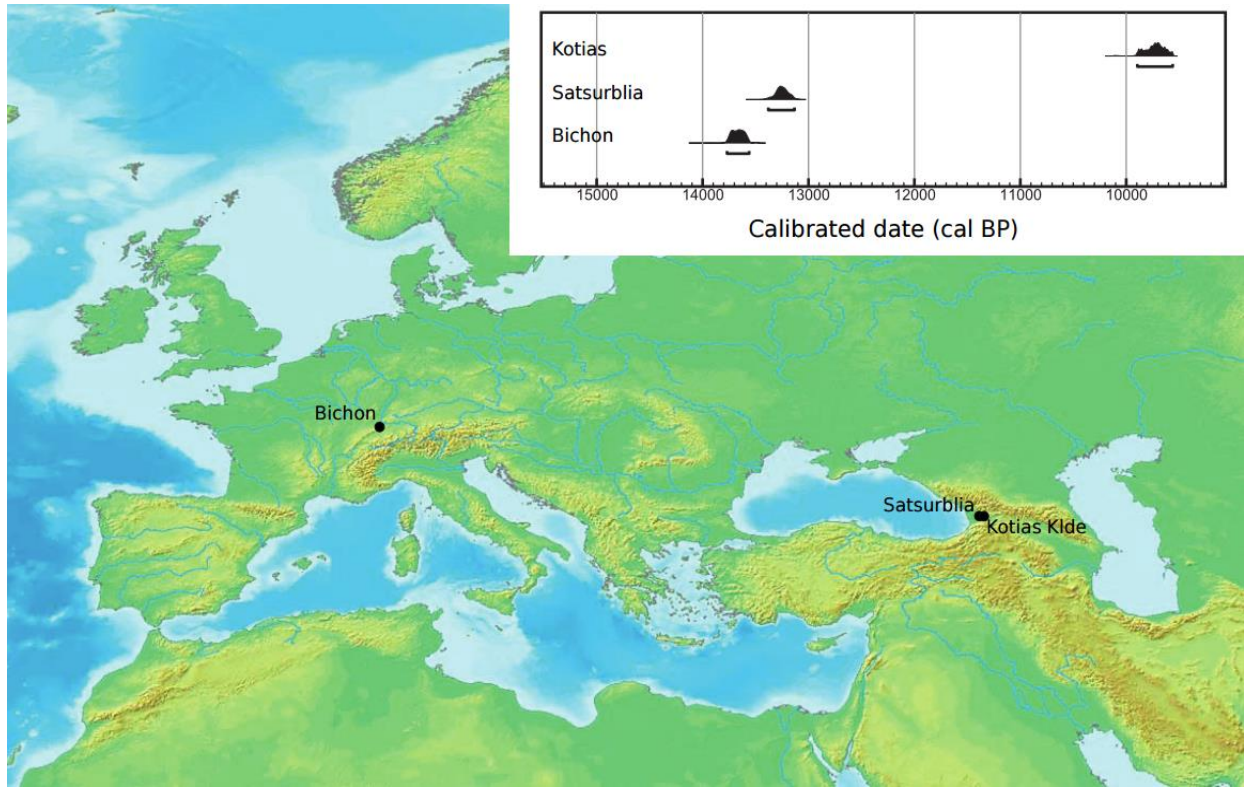 Kotias
Satsurblia
Bichon
15000 14000 13000 12000 11000 10000
Calibrated date (cal BP)
Bichon
Satsurblia
Kotias Klde